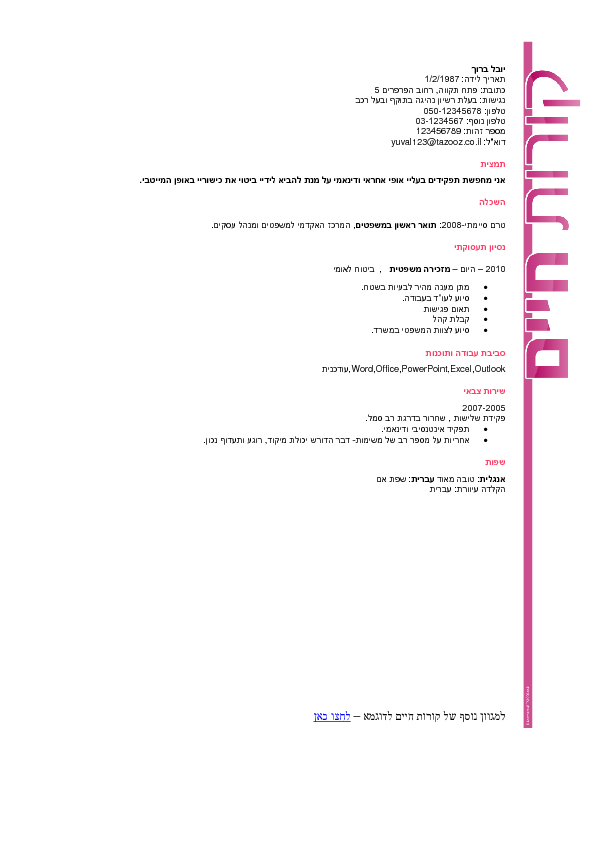 קורות חיים
יובל ברוך
תאריך לידה: 1/2/1987
כתובת: פתח תקווה, רחוב הפרפרים 5
נגישות: בעלת רשיון נהיגה בתוקף ובעל רכב
טלפון: 050-12345678
טלפון נוסף: 03-1234567
מספר זהות: 123456789
דוא"ל: yuval123@tazooz.co.il
תמצית
אני מחפשת תפקידים בעליי אופי אחראי ודינאמי על מנת להביא לידיי ביטוי את כישוריי באופן המייטבי.
השכלה
טרם סיימתי-2008: תואר ראשון במשפטים, המרכז האקדמי למשפטים ומנהל עסקים.
נסיון תעסוקתי
2010 – היום – מזכירה משפטית , ביטוח לאומי
• מתן מענה מהיר לבעיות בשטח.
• סיוע לעו"ד בעבודה.
• תאום פגישות
• קבלת קהל
• סיוע לצוות המשפטי במשרד.
סביבת עבודה ותוכנות
Word,Office,PowerPoint,Excel,Outlook,עודכנית
שירות צבאי
2007-2005
פקידת שלישות , שחרור בדרגת רב סמל.
• תפקיד אינטנסיבי ודינאמי.
• אחריות על מספר רב של משימות- דבר הדורש יכולת מיקוד, רוגע ותעדוף נכון.
שפות
אנגלית: טובה מאוד עברית: שפת אם
הקלדה עיוורת: עברית
למגוון נוסף של קורות חיים לדוגמא – לחצו כאן